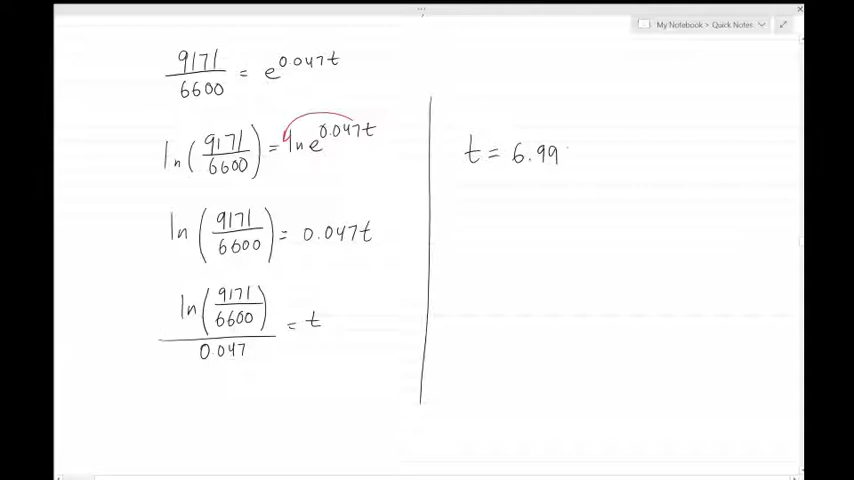 My Notebook > Quick Notes
9171/6600 = e^0.047t
ln(9171/6600) = ln e^0.047t
ln(9171/6600) = 0.047t
ln(9171/6600)/0.047 = t
t = 6.99